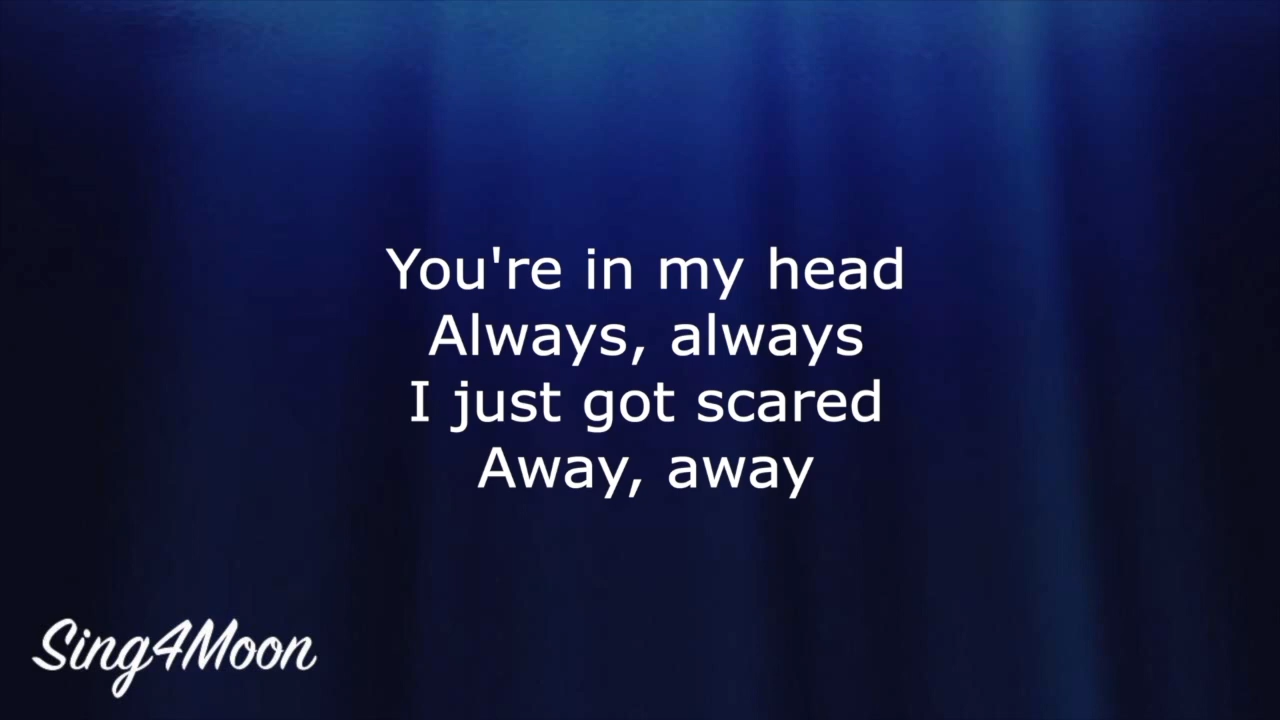 You're in my head
Always, always
I just got scared
Away, away
Sing4Moon